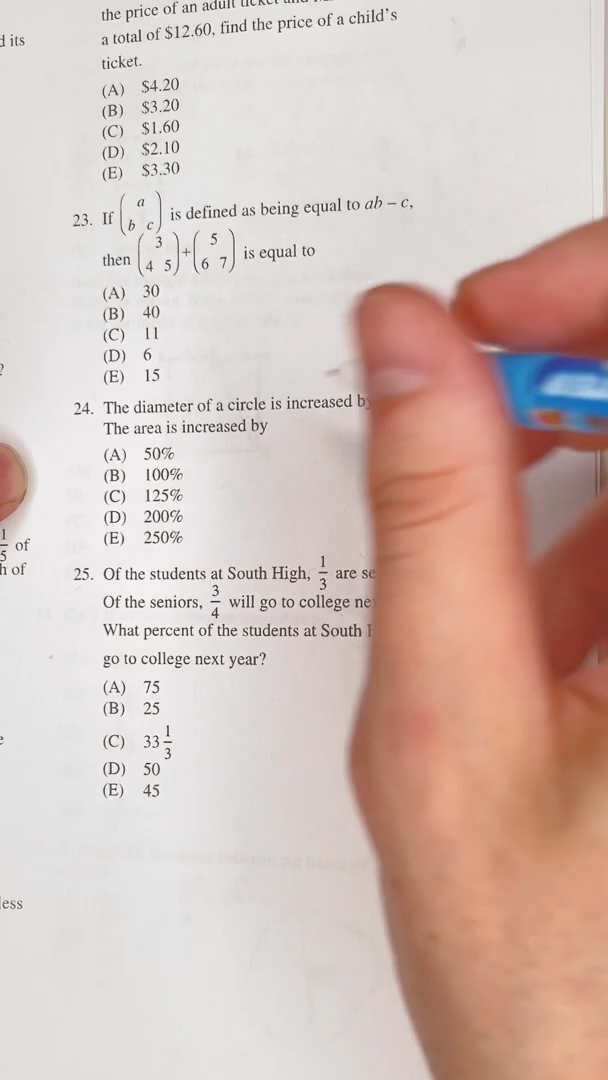 the price of an adult
a total of $12.60, find the price of a child's
ticket.
(A) $4.20
(B) $3.20
(C) $1.60
(D) $2.10
(E) $3.30
23. If (a b c) is defined as being equal to ab – c,
then (3 4 5) + (5 6 7) is equal to
(A) 30
(B) 40
(C) 11
(D) 6
(E) 15
24. The diameter of a circle is increased
The area is increased by
(A) 50%
(B) 100%
(C) 125%
(D) 200%
(E) 250%
25. Of the students at South High, 1/3 are
Of the seniors, 3/4 will go to college
What percent of the students at South
go to college next year?
(A) 75
(B) 25
(C) 33 1/3
(D) 50
(E) 45
its
?
1/5 of
of